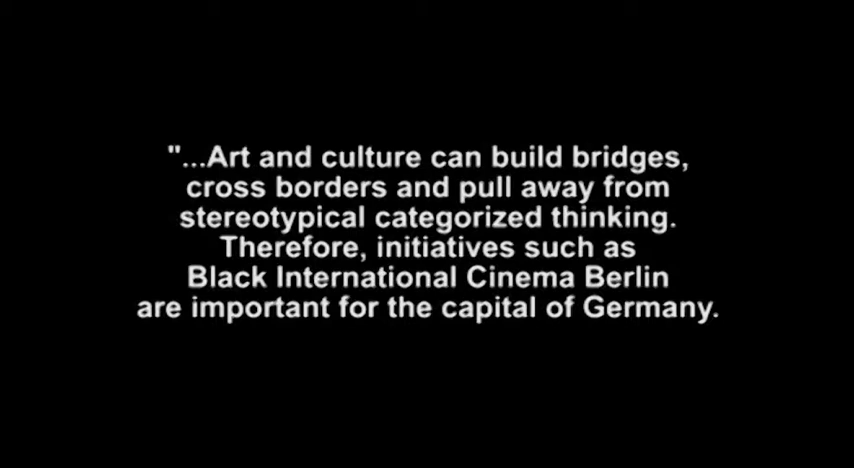 "...Art and culture can build bridges,
cross borders and pull away from
stereotypical categorized thinking.
Therefore, initiatives such as
Black International Cinema Berlin
are important for the capital of Germany.